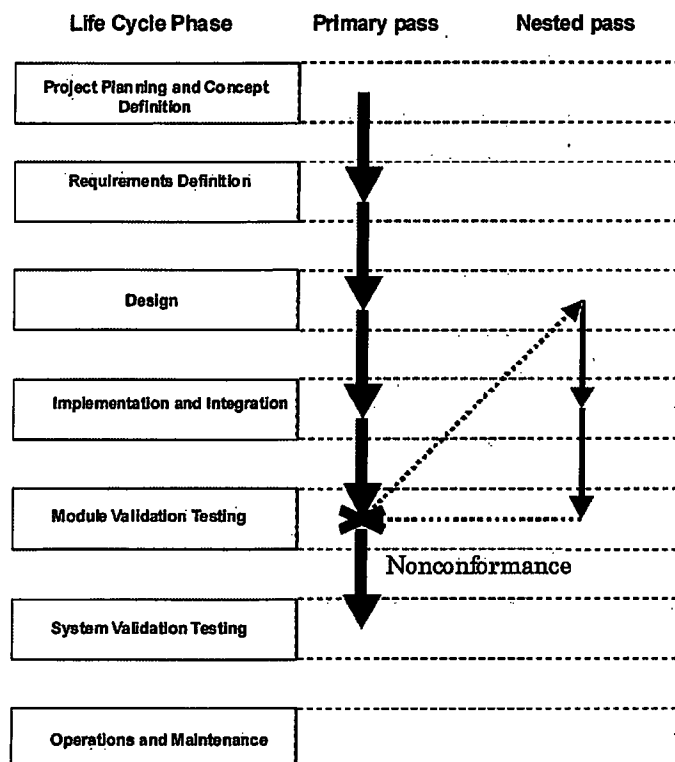 Life Cycle Phase Primary pass Nested pass
Project Planning and Concept
Definition
Requirements Definition
Design
Implementation and Integration
Module Validation Testing
Nonconformance
System Validation Testing
Operations and Maintenance